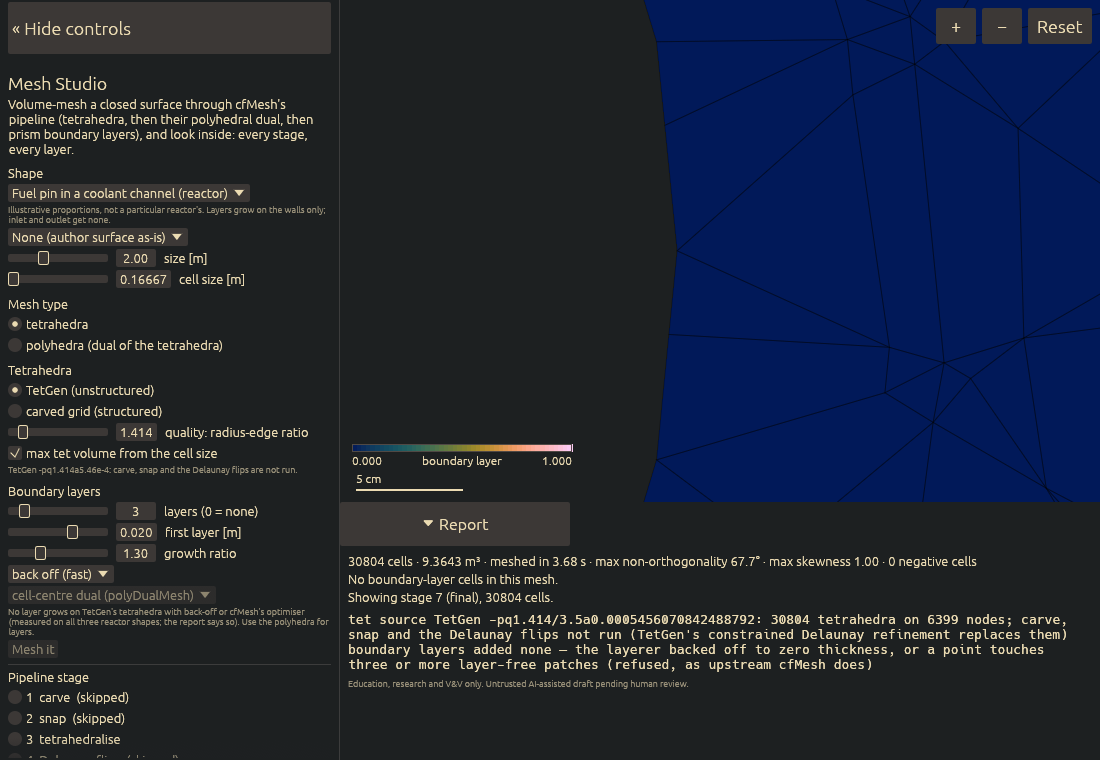 « Hide controls
+
−
Reset
Mesh Studio
Volume-mesh a closed surface through cfMesh's
pipeline (tetrahedra, then their polyhedral dual, then
prism boundary layers), and look inside: every stage,
every layer.
Shape
Fuel pin in a coolant channel (reactor)
Illustrative proportions, not a particular reactor's. Layers grow on the walls only;
inlet and outlet get none.
None (author surface as-is)
2.00 size [m]
0.16667 cell size [m]
Mesh type
tetrahedra
polyhedra (dual of the tetrahedra)
Tetrahedra
TetGen (unstructured)
carved grid (structured)
1.414 quality: radius-edge ratio
max tet volume from the cell size
TetGen -pq1.414a5.46e-4: carve, snap and the Delaunay flips are not run.
Boundary layers
3 layers (0 = none)
0.020 first layer [m]
1.30 growth ratio
back off (fast)
cell-centre dual (polyDualMesh)
No layer grows on TetGen's tetrahedra with back-off or cfMesh's optimiser
(measured on all three reactor shapes; the report says so). Use the polyhedra for
layers.
Mesh it
Pipeline stage
1 carve (skipped)
2 snap (skipped)
3 tetrahedralise
0.000 boundary layer 1.000
5 cm
Report
30804 cells · 9.3643 m³ · meshed in 3.68 s · max non-orthogonality 67.7° · max skewness 1.00 · 0 negative cells
No boundary-layer cells in this mesh.
Showing stage 7 (final), 30804 cells.
tet source TetGen -pq1.414/3.5a0.0005456070842488792: 30804 tetrahedra on 6399 nodes; carve,
snap and the Delaunay flips not run (TetGen's constrained Delaunay refinement replaces them)
boundary layers added none — the layerer backed off to zero thickness, or a point touches
three or more layer-free patches (refused, as upstream cfMesh does)
Education, research and V&V only. Untrusted AI-assisted draft pending human review.